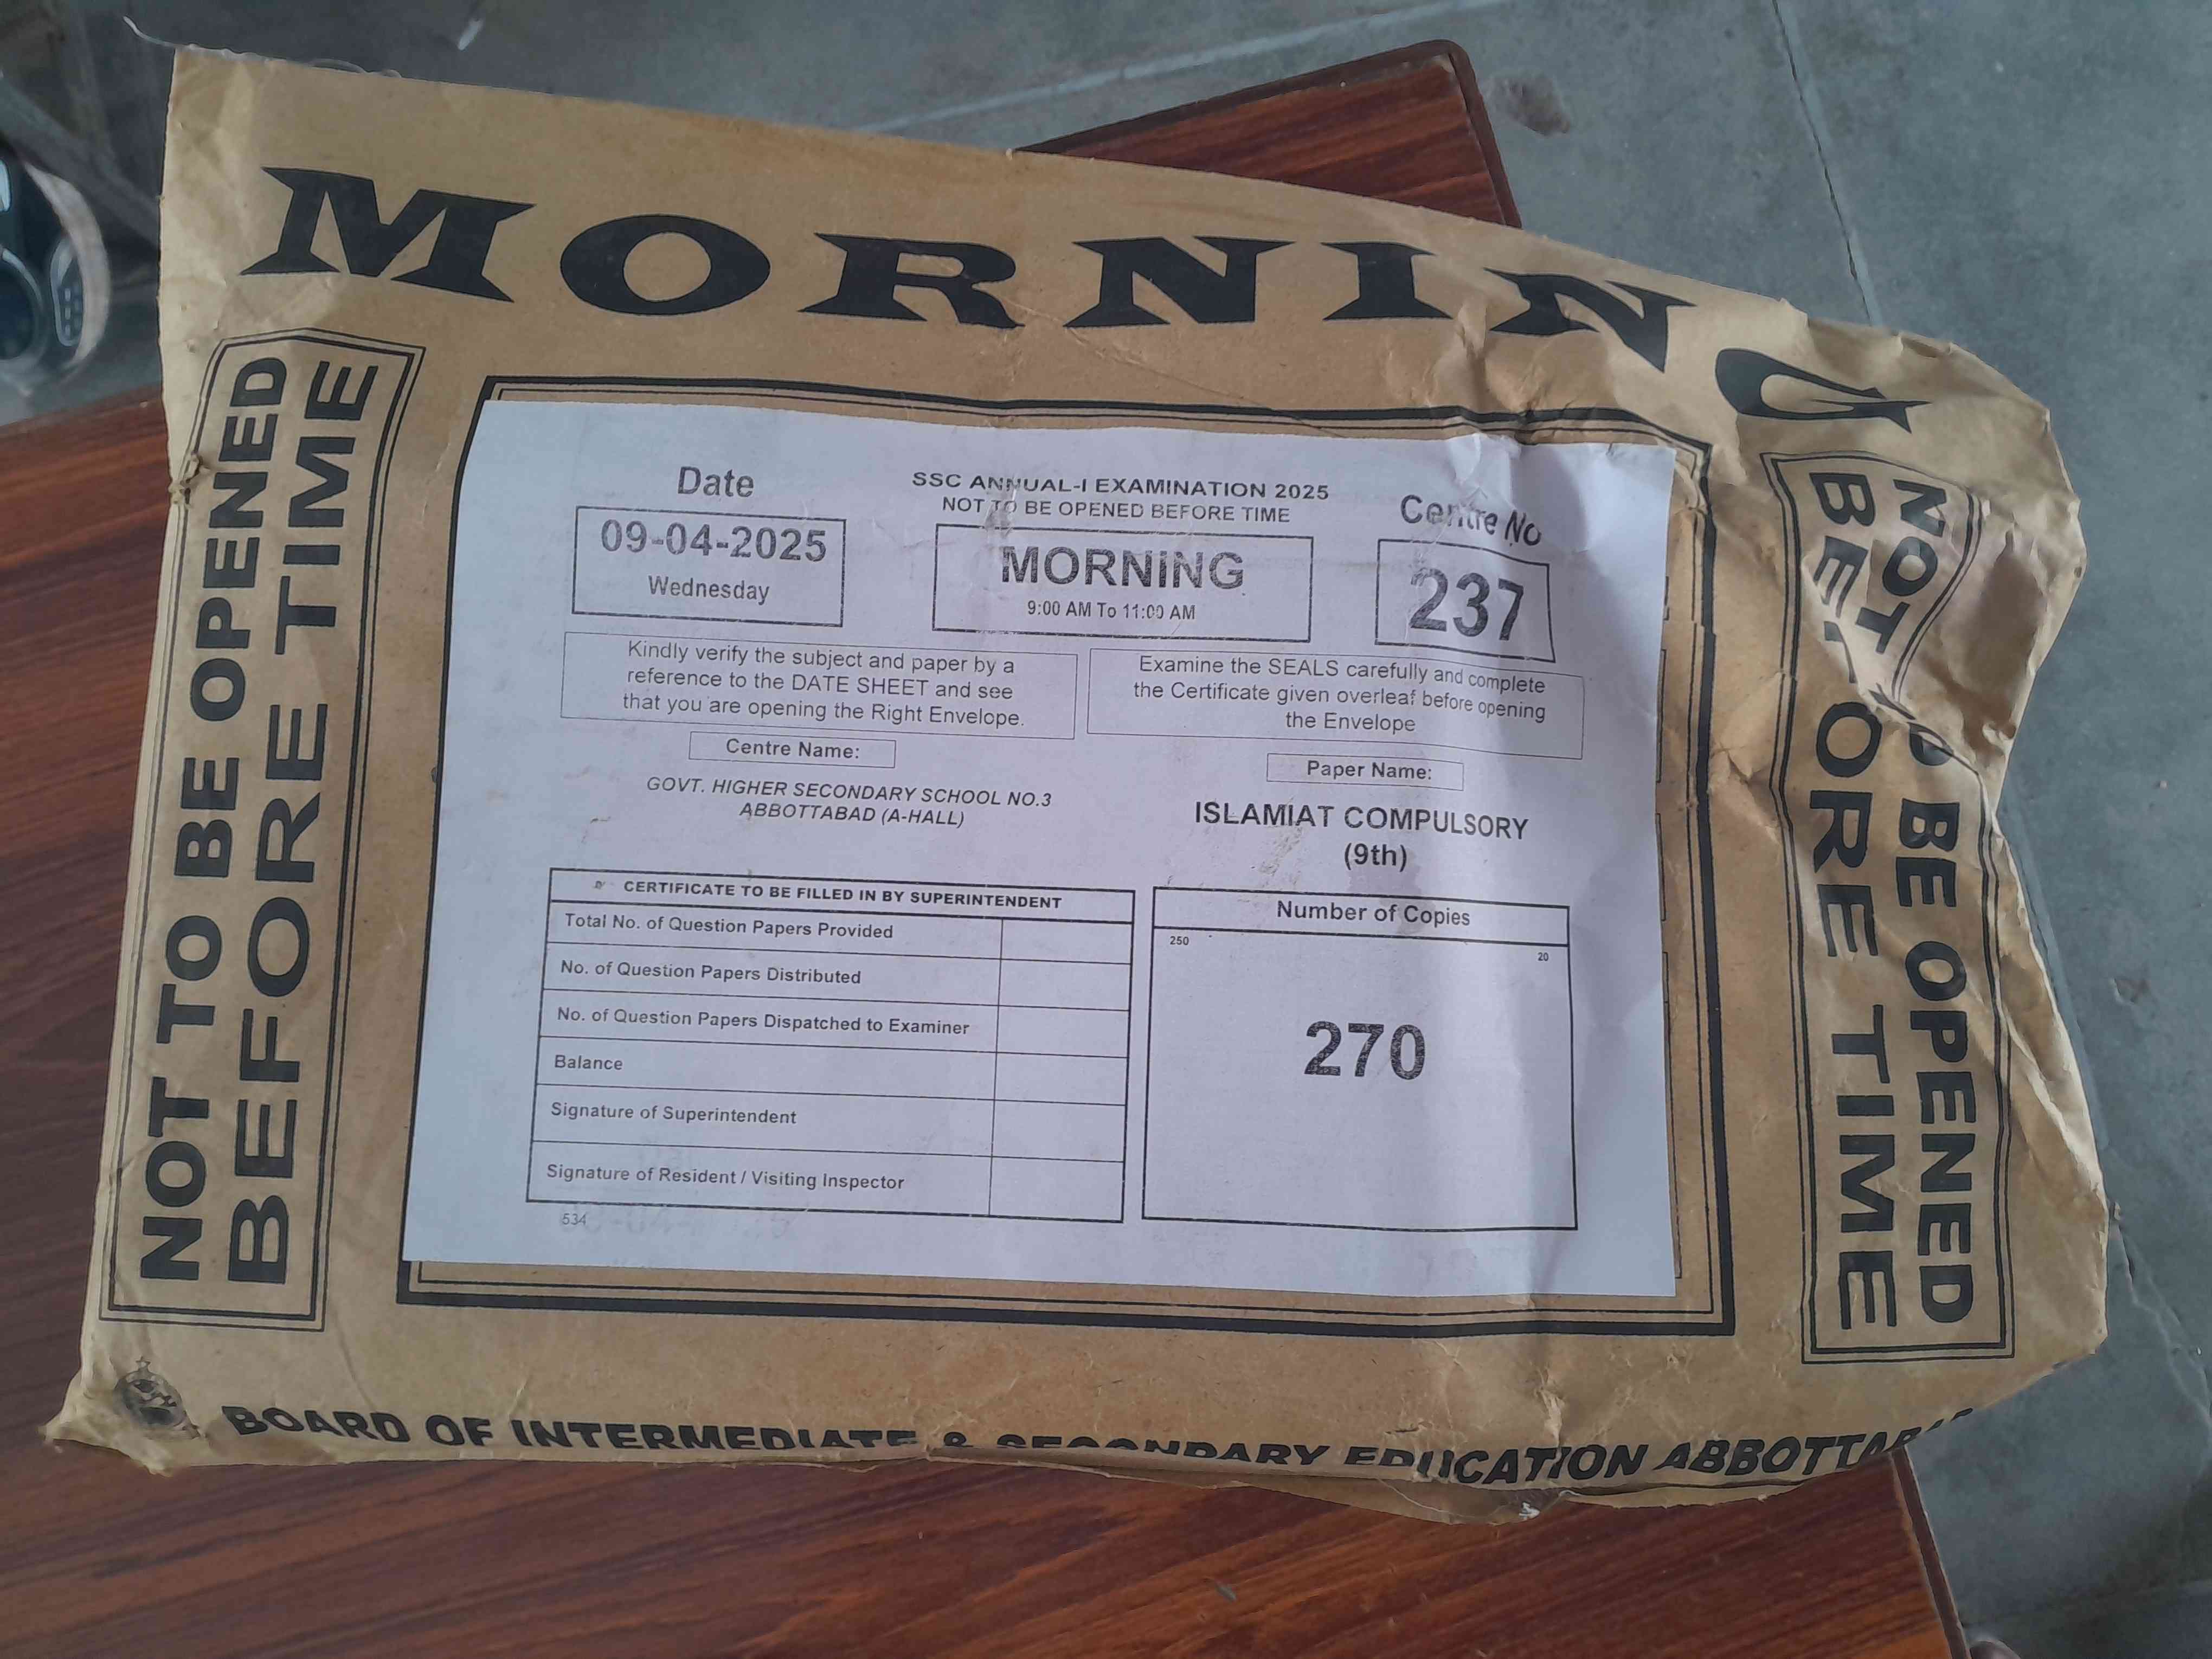 MORNING
NOT TO BE OPENED
BEFORE TIME
Date
09-04-2025
Wednesday
SSC ANNUAL-I EXAMINATION 2025
NOT TO BE OPENED BEFORE TIME
MORNING
9:00 AM To 11:00 AM
Centre No
237
Kindly verify the subject and paper by a
reference to the DATE SHEET and see
that you are opening the Right Envelope.
Examine the SEALS carefully and complete
the Certificate given overleaf before opening
the Envelope
Centre Name:
GOVT. HIGHER SECONDARY SCHOOL NO.3
ABBOTTABAD (A-HALL)
Paper Name:
ISLAMIAT COMPULSORY
(9th)
CERTIFICATE TO BE FILLED IN BY SUPERINTENDENT
Total No. of Question Papers Provided
No. of Question Papers Distributed
No. of Question Papers Dispatched to Examiner
Balance
Signature of Superintendent
Signature of Resident / Visiting Inspector
534
Number of Copies
250 20
270
NOT TO BE OPENED
BEFORE TIME
BOARD OF INTERMEDIATE & SECONDARY EDUCATION ABBOTTABAD